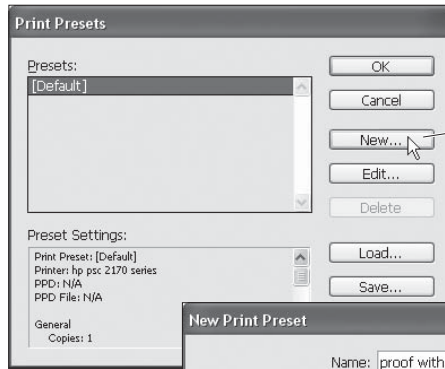 Print Presets
Presets:
[Default]
OK
Cancel
New...
Edit...
Delete
Load...
Save...
Preset Settings:
Print Preset: [Default]
Printer: hp psc 2170 series
PPD: N/A
PPD File: N/A
General
Copies: 1
New Print Preset
Name: proof with